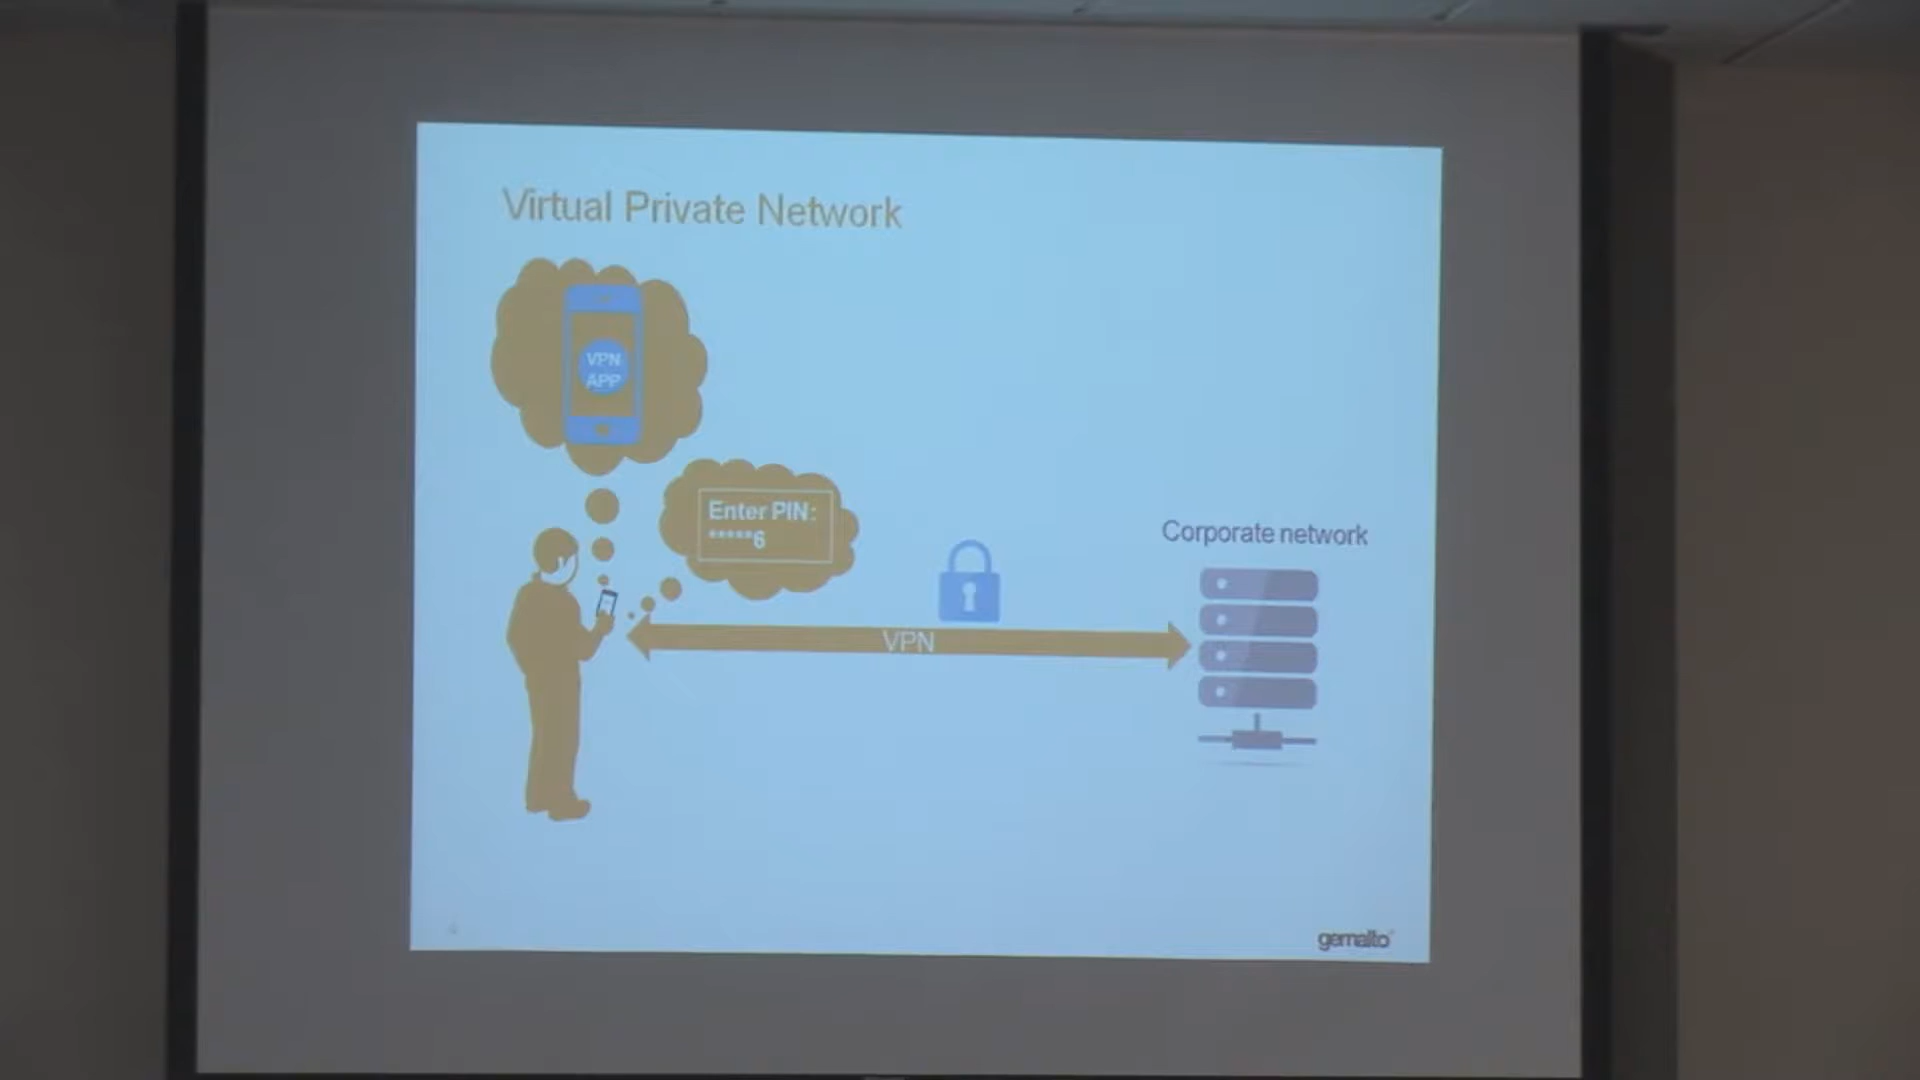 Virtual Private Network
VPN
APP
Enter PIN:
*****6
Corporate network
VPN
gemalto